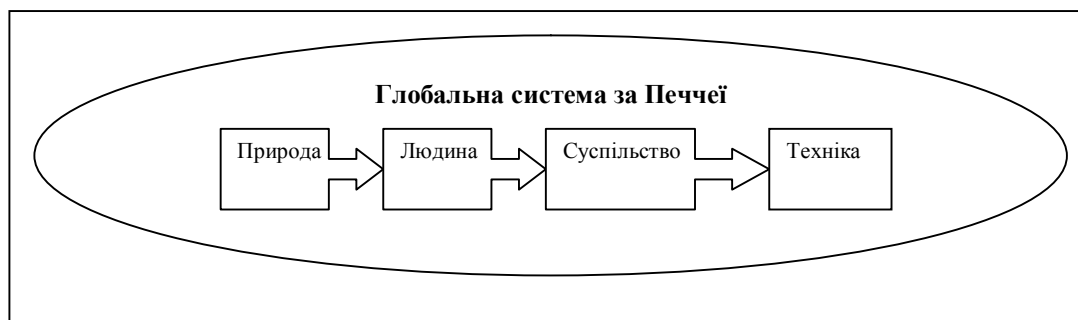 Глобальна система за Печчеї
Природа Людина Суспільство Техніка